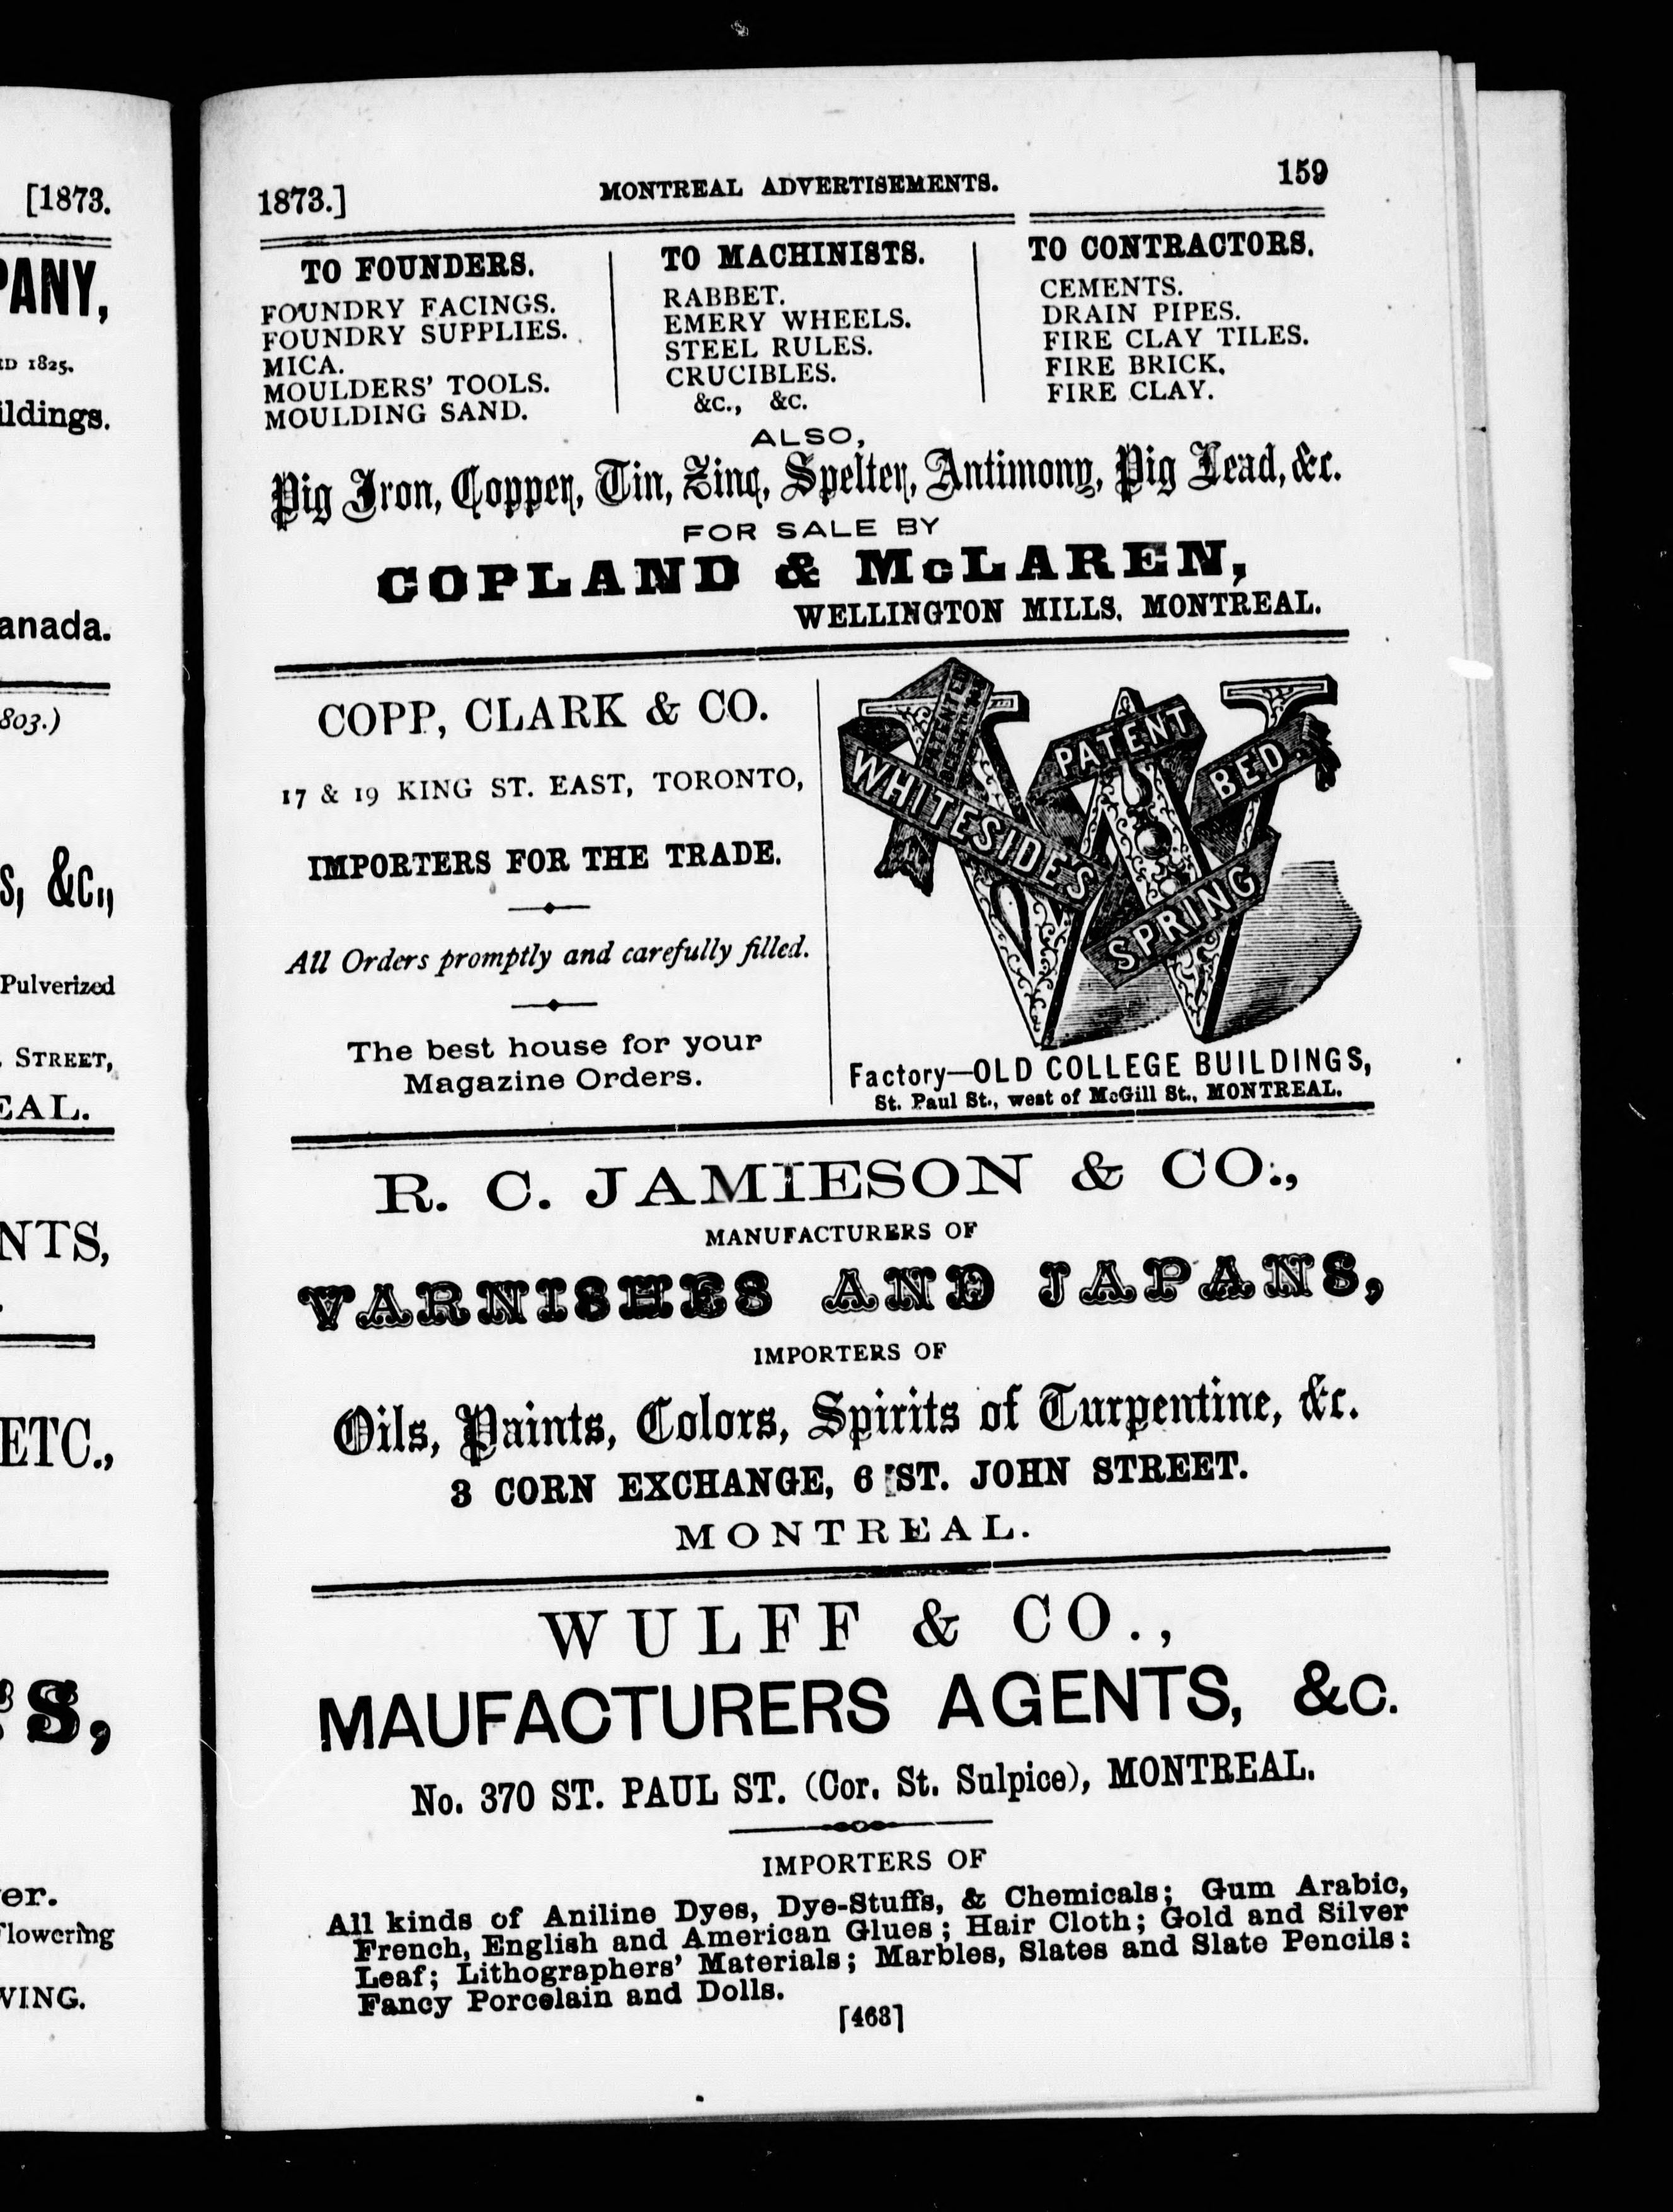 [1873.
PANY,
ED 1825.
ildings.
anada.
803.)
S, &C.,
Pulverized
STREET,
EAL.
NTS,
ETC.,
S,
er.
Flowering
WING.
1873.]
MONTREAL ADVERTISEMENTS.
159
TO FOUNDERS.
FOUNDRY FACINGS.
FOUNDRY SUPPLIES.
MICA.
MOULDERS' TOOLS.
MOULDING SAND.
TO MACHINISTS.
RABBET.
EMERY WHEELS.
STEEL RULES.
CRUCIBLES.
&C., &C.
TO CONTRACTORS.
CEMENTS.
DRAIN PIPES.
FIRE CLAY TILES.
FIRE BRICK.
FIRE CLAY.
ALSO,
Pig Iron, Copper, Tin, Zinc, Spelter, Antimony, Pig Lead, &c.
FOR SALE BY
COPLAND & McLAREN,
WELLINGTON MILLS, MONTREAL.
COPP, CLARK & CO.
17 & 19 KING ST. EAST, TORONTO,
IMPORTERS FOR THE TRADE.
All Orders promptly and carefully filled.
The best house for your
Magazine Orders.
W
PATENTED
WHITESIDE'S
PATENT
SPRING
BED.
Factory—OLD COLLEGE BUILDINGS,
St. Paul St., west of McGill St., MONTREAL.
R. C. JAMIESON & CO.,
MANUFACTURERS OF
VARNISHES AND JAPANS,
IMPORTERS OF
Oils, Paints, Colors, Spirits of Turpentine, &c.
3 CORN EXCHANGE, 6 ST. JOHN STREET.
MONTREAL.
WULFF & CO.,
MAUFACTURERS AGENTS, &C.
No. 370 ST. PAUL ST. (Cor. St. Sulpice), MONTREAL.
IMPORTERS OF
All kinds of Aniline Dyes, Dye-Stuffs, & Chemicals; Gum Arabic,
French, English and American Glues; Hair Cloth; Gold and Silver
Leaf; Lithographers' Materials; Marbles, Slates and Slate Pencils:
Fancy Porcelain and Dolls.
[463]